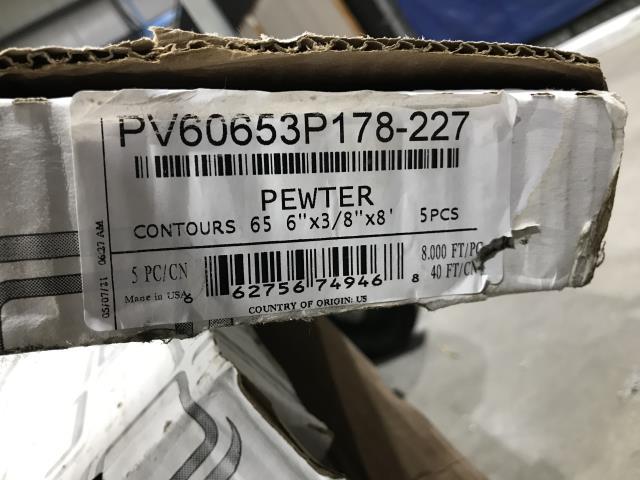 PV60653P178-227
PEWTER
CONTOURS 65 6"x3/8"x8' 5PCS
5 PC/CN
8.000 FT/PC
Made in USA
6 62756 74946 8
40 FT/CN
COUNTRY OF ORIGIN: US
05/07/21 06:27 AM